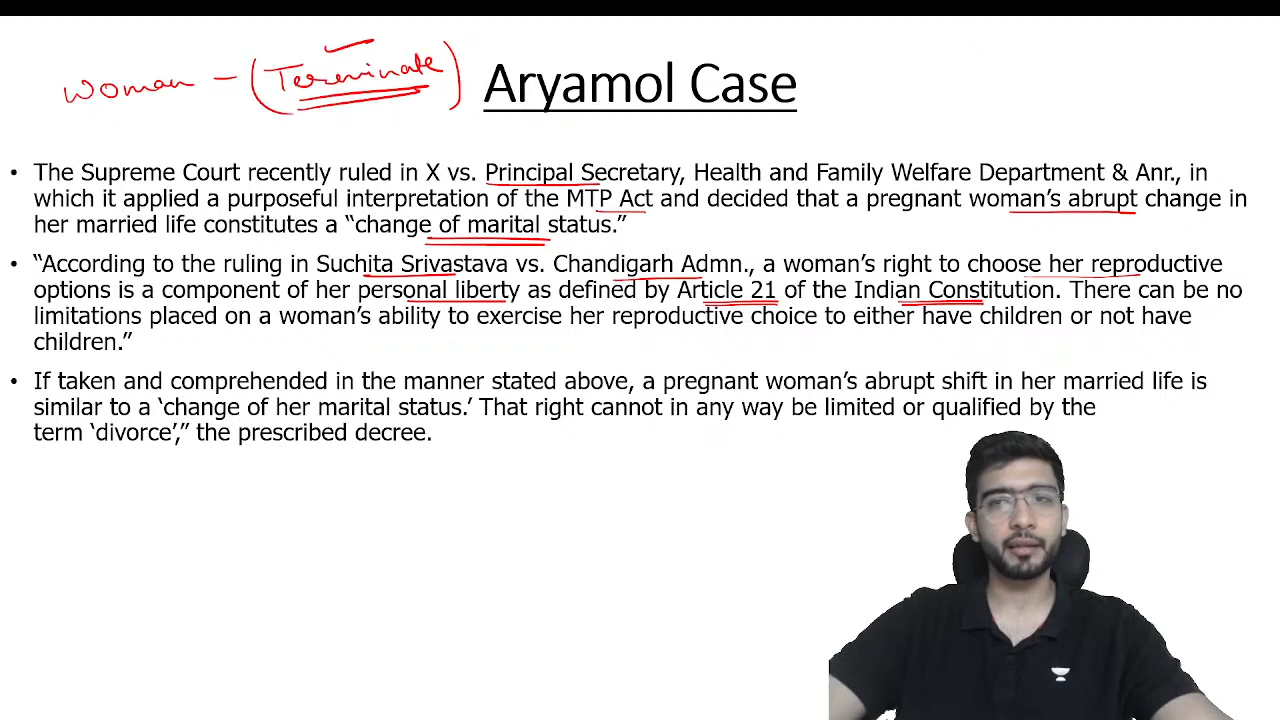 woman - (Terminate)
Aryamol Case
• The Supreme Court recently ruled in X vs. Principal Secretary, Health and Family Welfare Department & Anr., in
which it applied a purposeful interpretation of the MTP Act and decided that a pregnant woman’s abrupt change in
her married life constitutes a “change of marital status.”
• “According to the ruling in Suchita Srivastava vs. Chandigarh Admn., a woman’s right to choose her reproductive
options is a component of her personal liberty as defined by Article 21 of the Indian Constitution. There can be no
limitations placed on a woman’s ability to exercise her reproductive choice to either have children or not have
children.”
• If taken and comprehended in the manner stated above, a pregnant woman’s abrupt shift in her married life is
similar to a ‘change of her marital status.’ That right cannot in any way be limited or qualified by the
term ‘divorce’,” the prescribed decree.